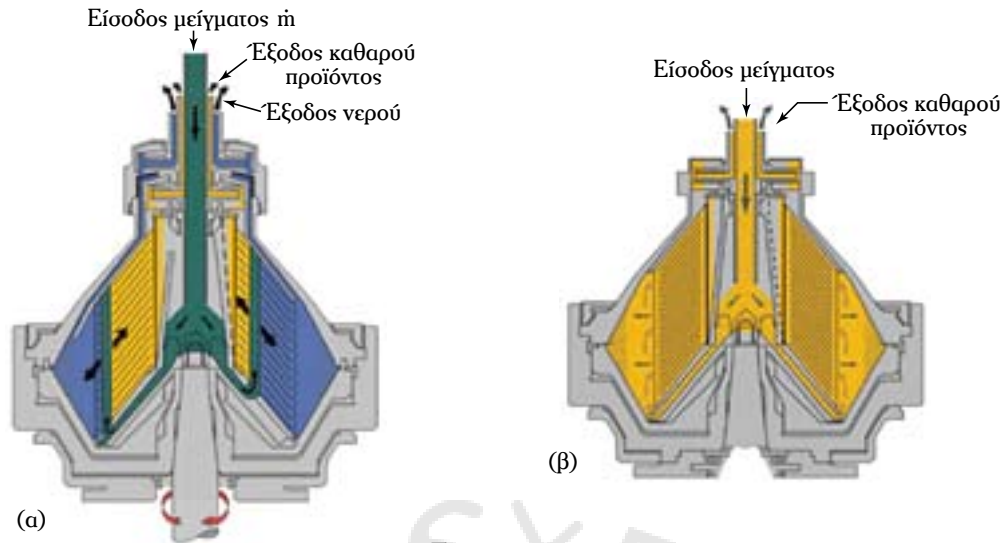 Είσοδος μείγματος ṁ
Έξοδος καθαρού
προϊόντος
Έξοδος νερού
(α)
Είσοδος μείγματος
Έξοδος καθαρού
προϊόντος
(β)